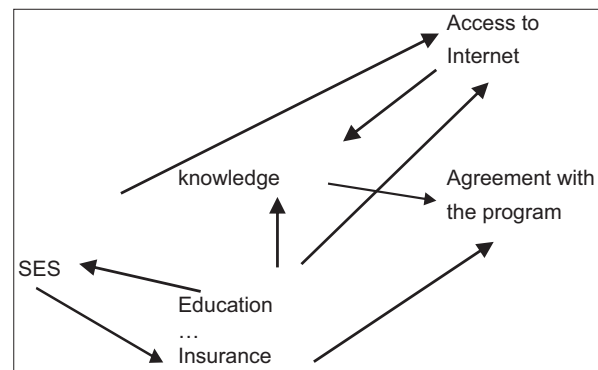 Access to
Internet
knowledge
Agreement with
the program
SES
Education
…
Insurance